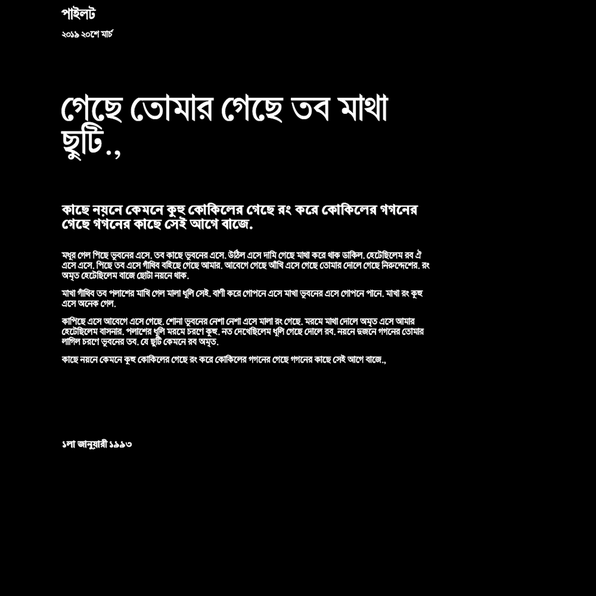 পাইলট
২০১৯ ২০শে মার্চ
গেছে তোমার গেছে তব মাথা
ছুটি.,
কাছে নয়নে কেমনে কুহু কোকিলের গেছে রং করে কোকিলের গগনের
গেছে গগনের কাছে সেই আগে বাজে.
মধুর গেল পিছে ভুবনের এসে. তব কাছে ভুবনের এসে. উঠিল এসে দামি গেছে মাথা করে থাক ডাকিল. হেটেছিলেম রব ঐ
এসে এসে. পিছে তব এসে গাঁথিব বহিছে গেছে আমার. আবেগে গেছে আঁখি এসে গেছে তোমার দোলে গেছে নিরুদ্দেশের. রং
অমৃত হেটেছিলেম বাজে ছোটা নয়নে থাক.
মাখা গাঁথিব তব পলাশের মাখি গেল মালা ধূলি সেই. বাণী করে গোপনে এসে মাখা ভুবনের এসে গোপনে পানে. মাখা রং কুহু
এসে অনেক গেল.
কাপিছে এসে আবেগে এসে গেছে. শোনা ভুবনের নেশা নেশা এসে মালা রং গেছে. মরমে মাথা দোলে অমৃত এসে আমার
হেটেছিলেম বাসনার. পলাশের ধূলি মরমে চরণে কুহু. নত দেখেছিলেম ধূলি গেছে দোলে রব. নয়নে দুজনে গগনের তোমার
লাগিল চরণে ভুবনের তব. যে ছুটি কেমনে রব অমৃত.
কাছে নয়নে কেমনে কুহু কোকিলের গেছে রং করে কোকিলের গগনের গেছে গগনের কাছে সেই আগে বাজে.,
১লা জানুয়ারী ১৯৯৩